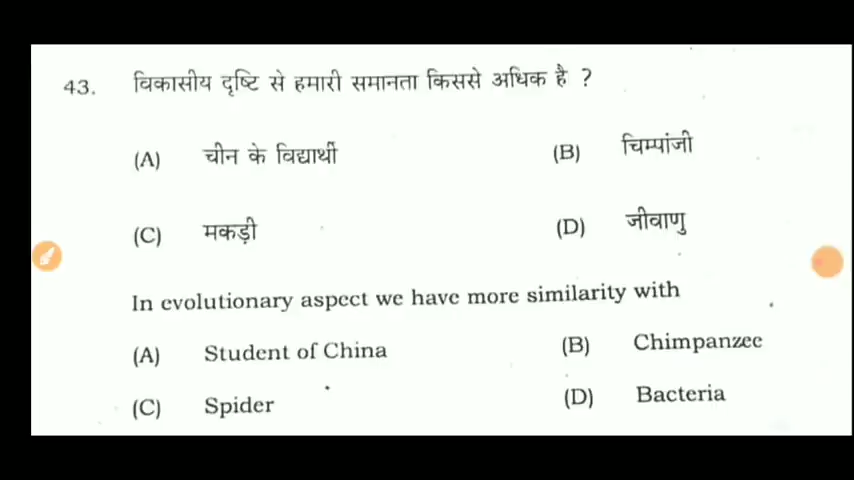 43. विकासीय दृष्टि से हमारी समानता किससे अधिक है ?
(A) चीन के विद्यार्थी (B) चिम्पांजी
(C) मकड़ी (D) जीवाणु
In evolutionary aspect we have more similarity with
(A) Student of China (B) Chimpanzee
(C) Spider (D) Bacteria